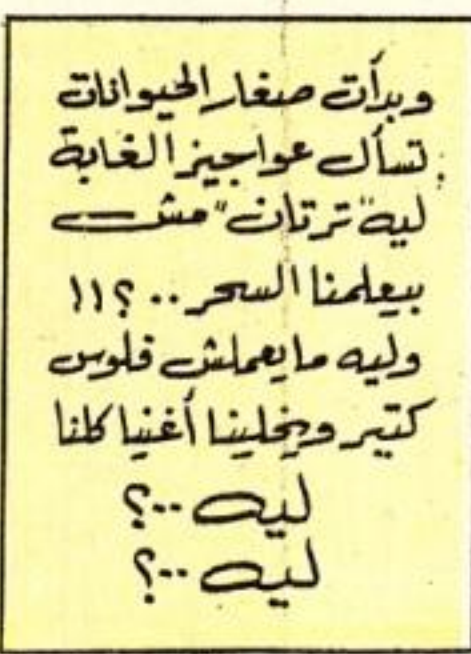 وبدأت صغار الحيوانات
تسأل عواجيز الغابة
ليه "ترتان" مش
بيعلمنا السحر .. ؟!!
وليه مايعملش فلوس
كتير ويخلينا أغنيا كلنا
ليه ..؟
ليه ..؟